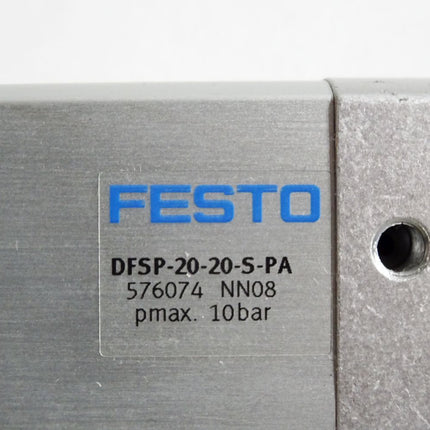 FESTO
DFSP-20-20-S-PA
576074 NN08
pmax. 10bar